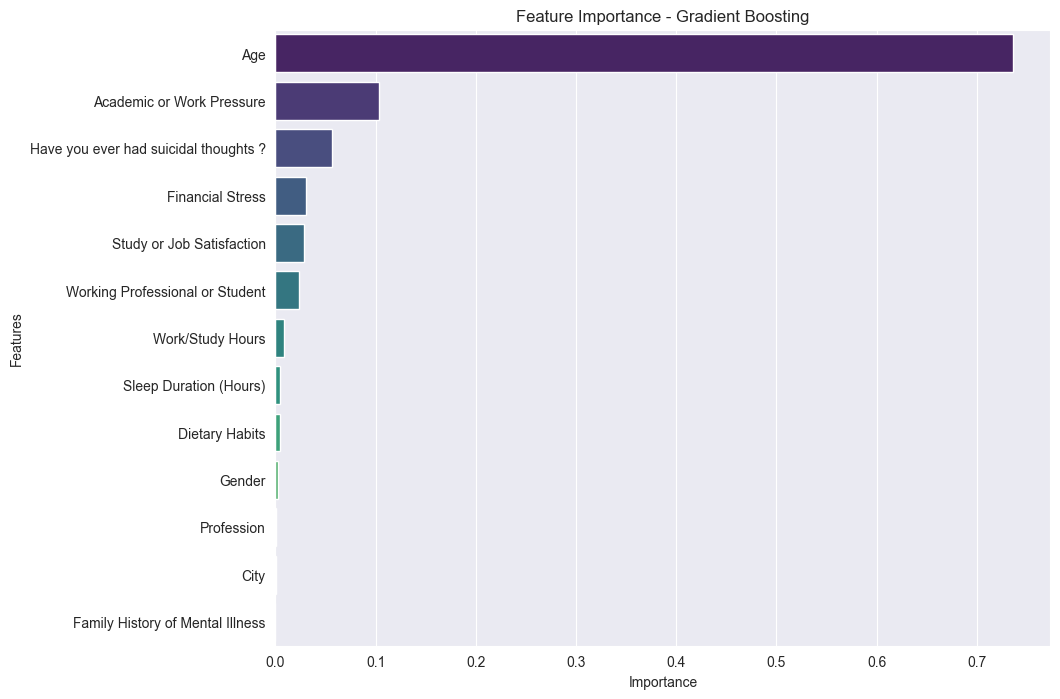 Feature Importance - Gradient Boosting
Age
Academic or Work Pressure
Have you ever had suicidal thoughts ?
Financial Stress
Study or Job Satisfaction
Working Professional or Student
Work/Study Hours
Sleep Duration (Hours)
Dietary Habits
Gender
Profession
City
Family History of Mental Illness
Features
0.0 0.1 0.2 0.3 0.4 0.5 0.6 0.7
Importance